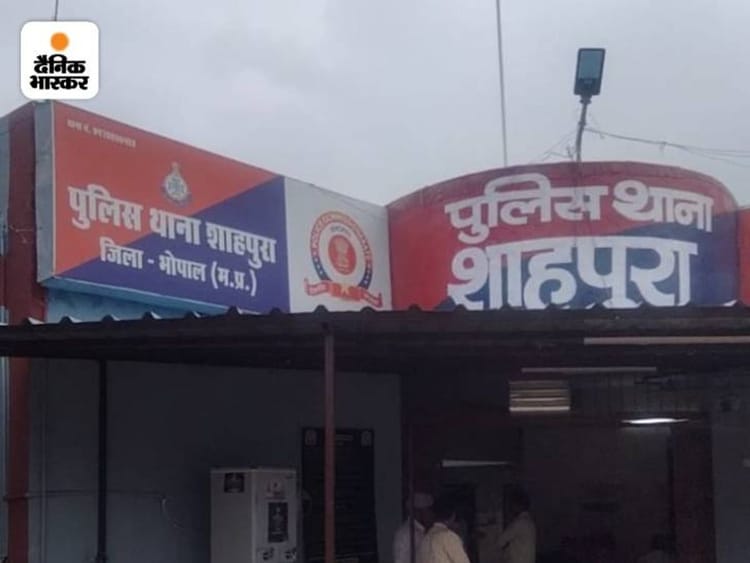 दैनिक
भास्कर
पुलिस थाना शाहपुरा
जिला - भोपाल (म.प्र.)
पुलिस थाना
शाहपुरा